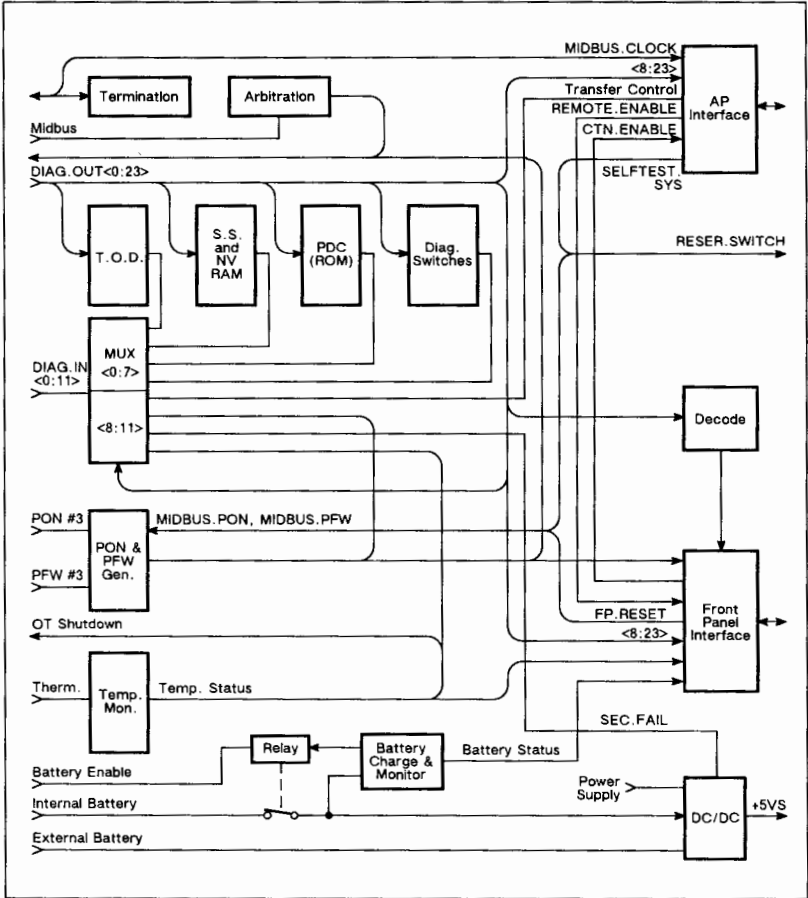 MIDBUS.CLOCK
<8:23>
Transfer Control
REMOTE.ENABLE
CTN.ENABLE
SELFTEST.
SYS
AP
Interface
Termination
Arbitration
Midbus
DIAG.OUT<0:23>
T.O.D.
S.S.
and
NV
RAM
PDC
(ROM)
Diag.
Switches
RESER.SWITCH
MUX
<0:7>
DIAG.IN
<0:11>
<8:11>
Decode
PON #3
PFW #3
PON &
PFW
Gen.
MIDBUS.PON, MIDBUS.PFW
OT Shutdown
FP.RESET
<8:23>
Front
Panel
Interface
Therm.
Temp.
Mon.
Temp. Status
SEC.FAIL
Relay
Battery
Charge &
Monitor
Battery Status
Battery Enable
Internal Battery
External Battery
Power
Supply
DC/DC
+5VS